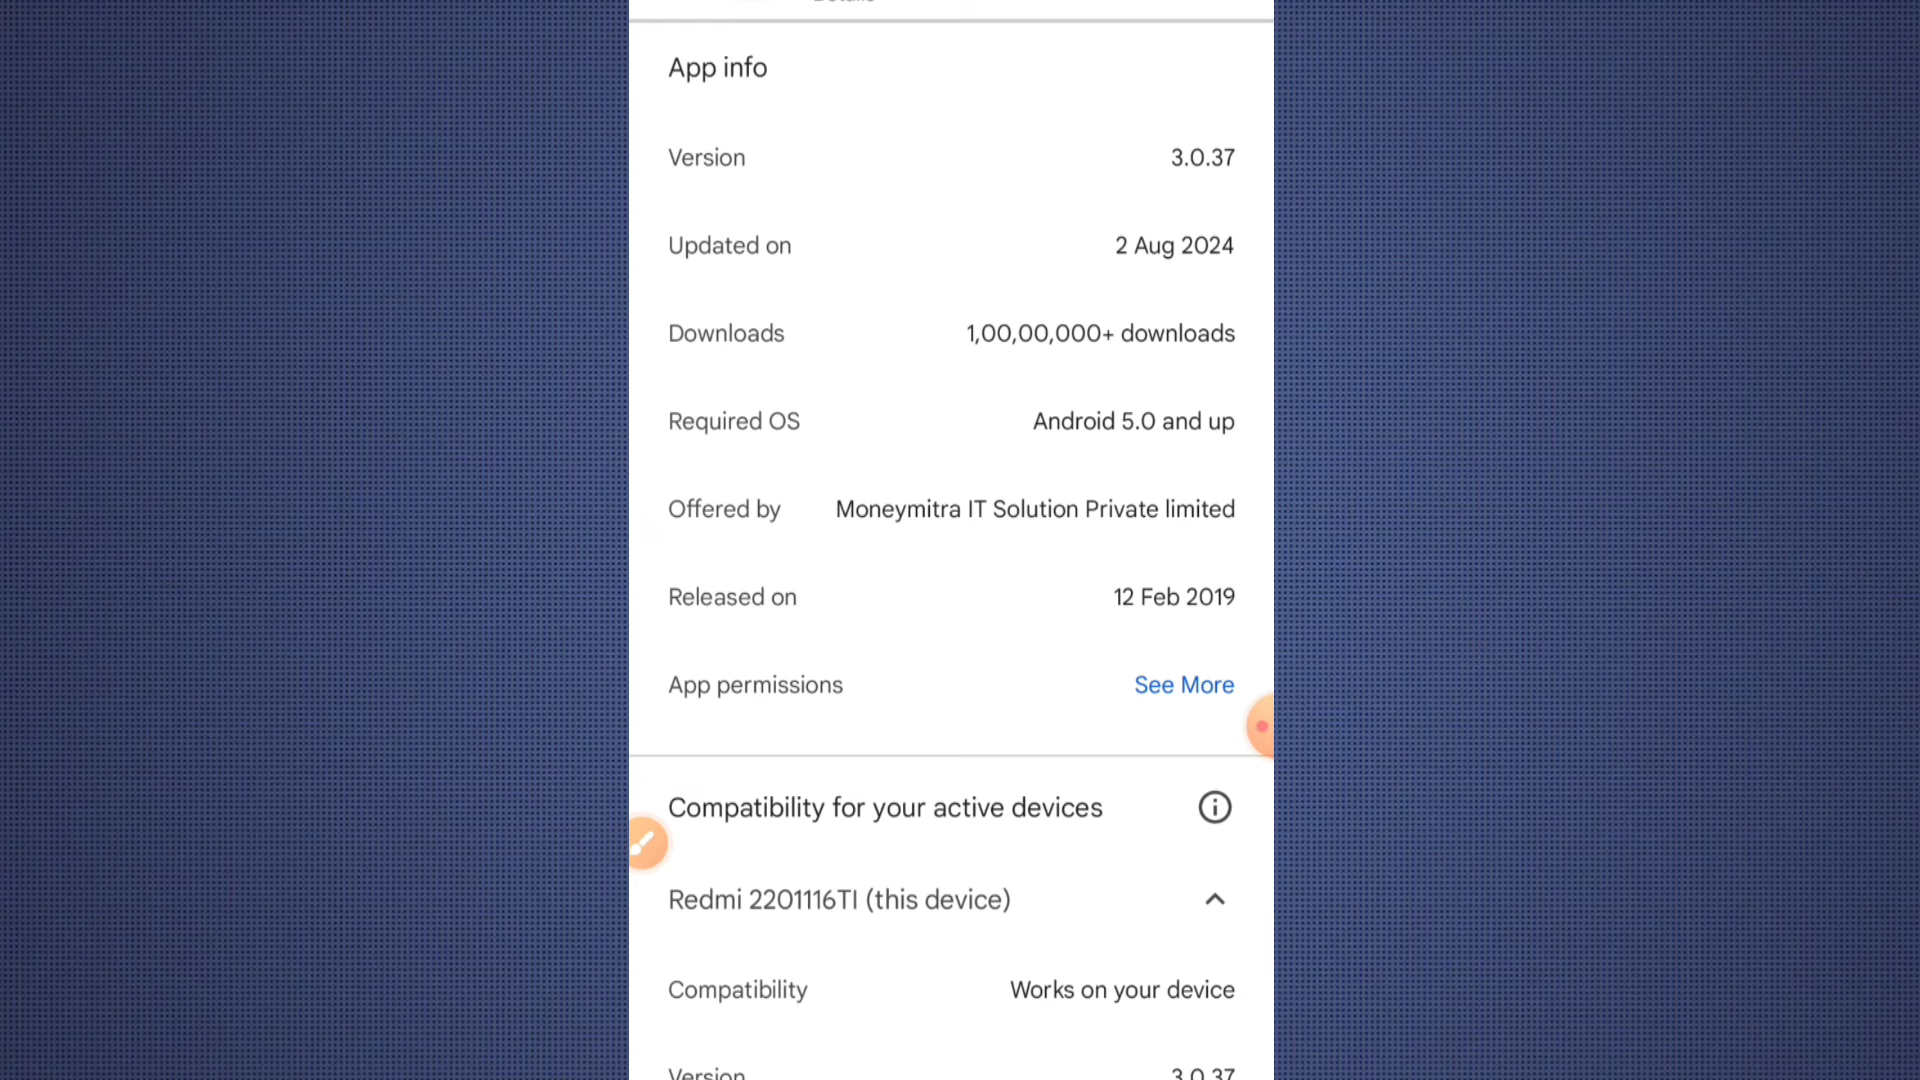 App info
Version 3.0.37
Updated on 2 Aug 2024
Downloads 1,00,00,000+ downloads
Required OS Android 5.0 and up
Offered by Moneymitra IT Solution Private limited
Released on 12 Feb 2019
App permissions See More
Compatibility for your active devices
Redmi 2201116TI (this device)
Compatibility Works on your device
Version 3.0.37